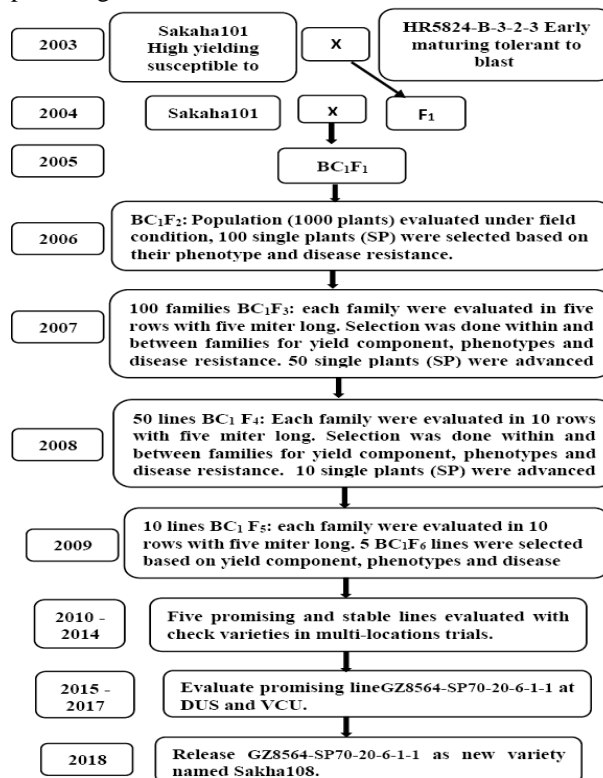 2003
Sakaha101
High yielding
susceptible to
X
HR5824-B-3-2-3 Early
maturing tolerant to
blast
2004
Sakaha101
X
F1
2005
BC1F1
2006
BC1F2: Population (1000 plants) evaluated under field
condition, 100 single plants (SP) were selected based on
their phenotype and disease resistance.
2007
100 families BC1F3: each family were evaluated in five
rows with five miter long. Selection was done within and
between families for yield component, phenotypes and
disease resistance. 50 single plants (SP) were advanced
2008
50 lines BC1 F4: Each family were evaluated in 10 rows
with five miter long. Selection was done within and
between families for yield component, phenotypes and
disease resistance. 10 single plants (SP) were advanced
2009
10 lines BC1 F5: each family were evaluated in 10
rows with five miter long. 5 BC1F6 lines were selected
based on yield component, phenotypes and disease
2010 -
2014
Five promising and stable lines evaluated with
check varieties in multi-locations trials.
2015 -
2017
Evaluate promising lineGZ8564-SP70-20-6-1-1 at
DUS and VCU.
2018
Release GZ8564-SP70-20-6-1-1 as new variety
named Sakha108.